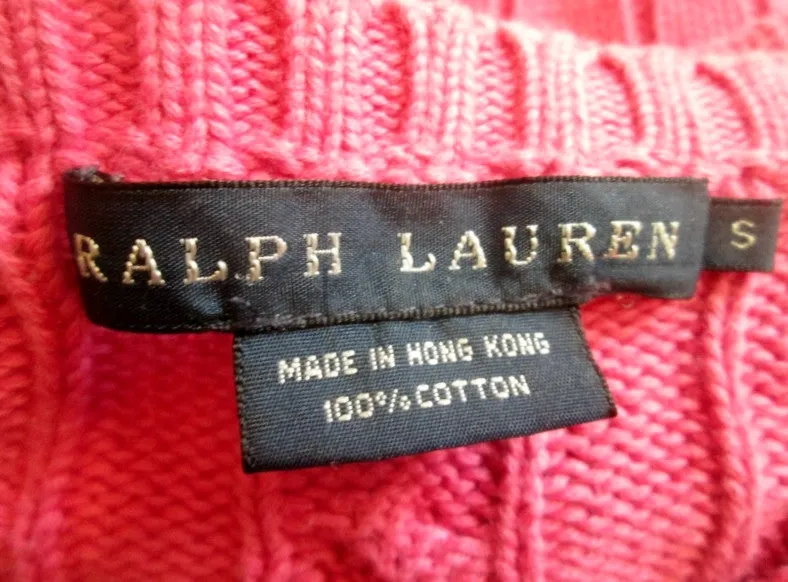 RALPH LAUREN
S
MADE IN HONG KONG
100% COTTON